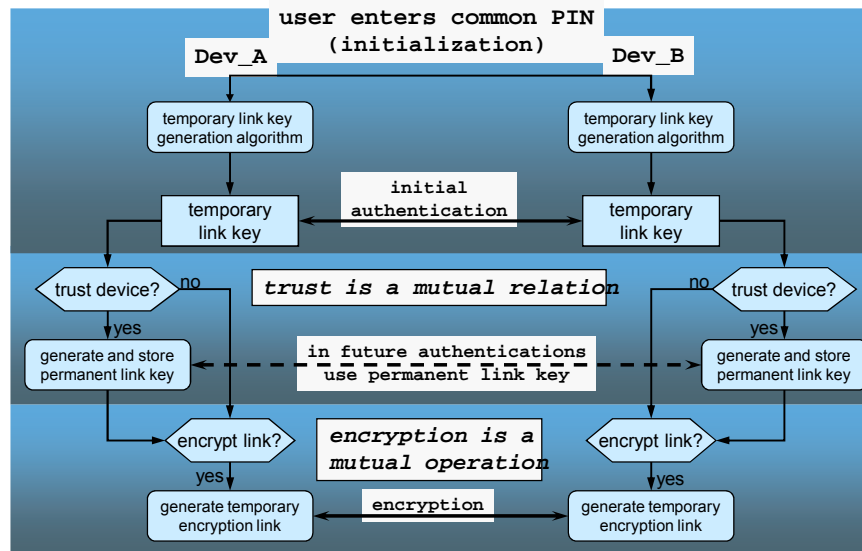 user enters common PIN
(initialization)
Dev_A
Dev_B
temporary link key
generation algorithm
temporary link key
generation algorithm
initial
authentication
temporary
link key
temporary
link key
trust device?
no
trust is a mutual relation
no
trust device?
yes
yes
generate and store
permanent link key
in future authentications
use permanent link key
generate and store
permanent link key
encrypt link?
encryption is a
mutual operation
encrypt link?
yes
yes
generate temporary
encryption link
encryption
generate temporary
encryption link